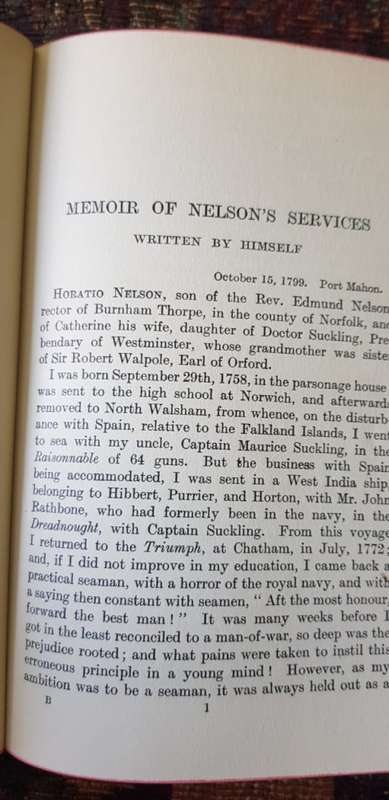 MEMOIR OF NELSON'S SERVICES
WRITTEN BY HIMSELF
October 15, 1799. Port Mahon.
HORATIO NELSON, son of the Rev. Edmund Nelson
rector of Burnham Thorpe, in the county of Norfolk, and
of Catherine his wife, daughter of Doctor Suckling, Pre
bendary of Westminster, whose grandmother was siste
of Sir Robert Walpole, Earl of Orford.
I was born September 29th, 1758, in the parsonage house
was sent to the high school at Norwich, and afterward
removed to North Walsham, from whence, on the disturb
ance with Spain, relative to the Falkland Islands, I went
to sea with my uncle, Captain Maurice Suckling, in the
Raisonnable of 64 guns. But the business with Spain
being accommodated, I was sent in a West India ship
belonging to Hibbert, Purrier, and Horton, with Mr. John
Rathbone, who had formerly been in the navy, in the
Dreadnought, with Captain Suckling. From this voyage
I returned to the Triumph, at Chatham, in July, 1772;
and, if I did not improve in my education, I came back a
practical seaman, with a horror of the royal navy, and with
a saying then constant with seamen, “ Aft the most honour,
forward the best man ! ” It was many weeks before I
got in the least reconciled to a man-of-war, so deep was the
prejudice rooted ; and what pains were taken to instil this
erroneous principle in a young mind ! However, as my
ambition was to be a seaman, it was always held out as a
B 1